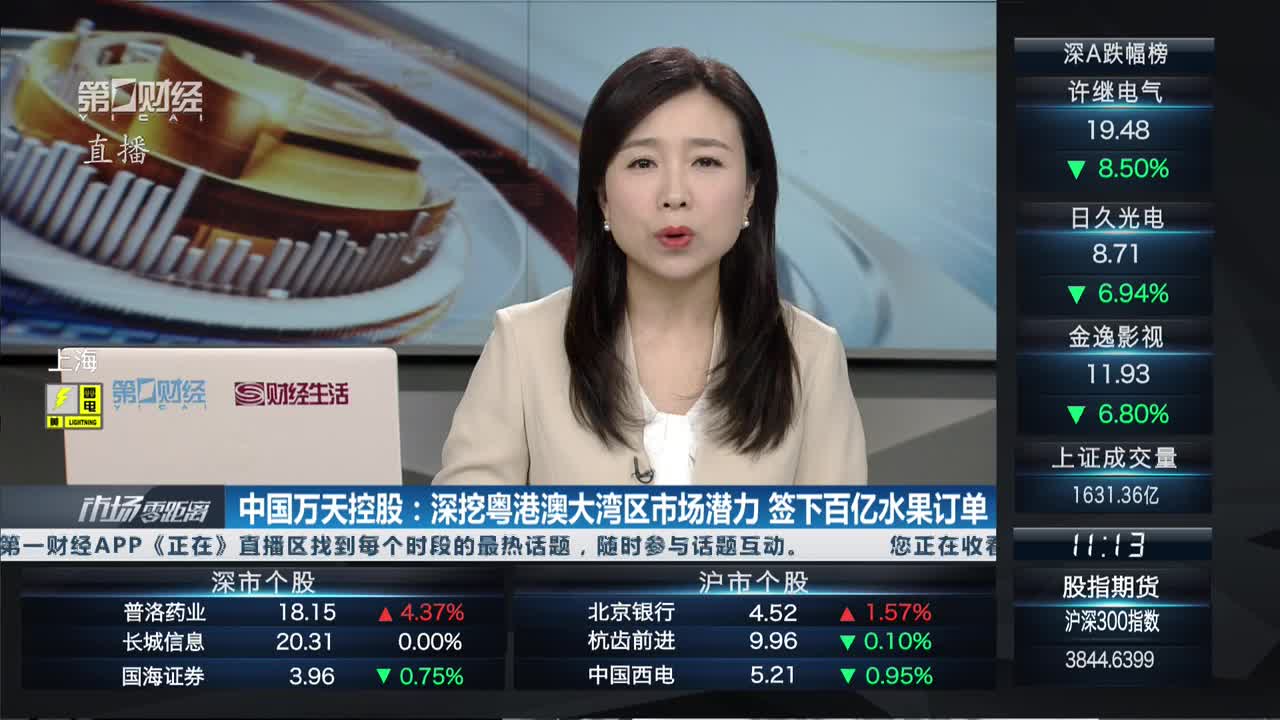 第一财经
YICAI
直播
上海
雷电
黄 LIGHTNING
第一财经
YICAI
财经生活
市场零距离
中国万天控股：深挖粤港澳大湾区市场潜力 签下百亿水果订单
第一财经APP《正在》直播区找到每个时段的最热话题，随时参与话题互动。 您正在收看
深市个股
普洛药业 18.15 ▲ 4.37%
长城信息 20.31 0.00%
国海证券 3.96 ▼ 0.75%
沪市个股
北京银行 4.52 ▲ 1.57%
杭齿前进 9.96 ▼ 0.10%
中国西电 5.21 ▼ 0.95%
深A跌幅榜
许继电气
19.48
▼ 8.50%
日久光电
8.71
▼ 6.94%
金逸影视
11.93
▼ 6.80%
上证成交量
1631.36亿
11:13
股指期货
沪深300指数
3844.6399